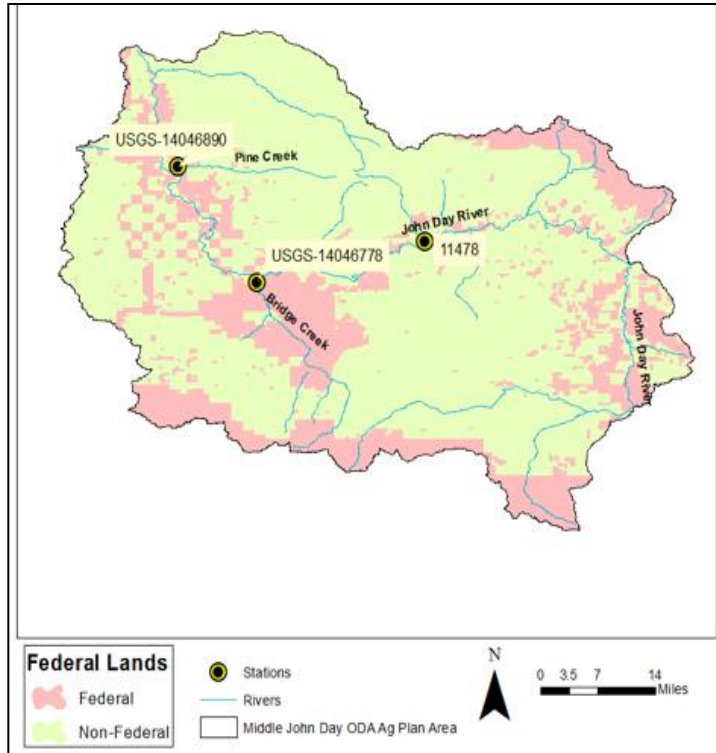 USGS-14046890
Pine Creek
John Day River
USGS-14046778
11478
Bridge Creek
John Day River
Federal Lands
Federal
Non-Federal
Stations
Rivers
Middle John Day ODA Ag Plan Area
N
0 3.5 7 14
Miles